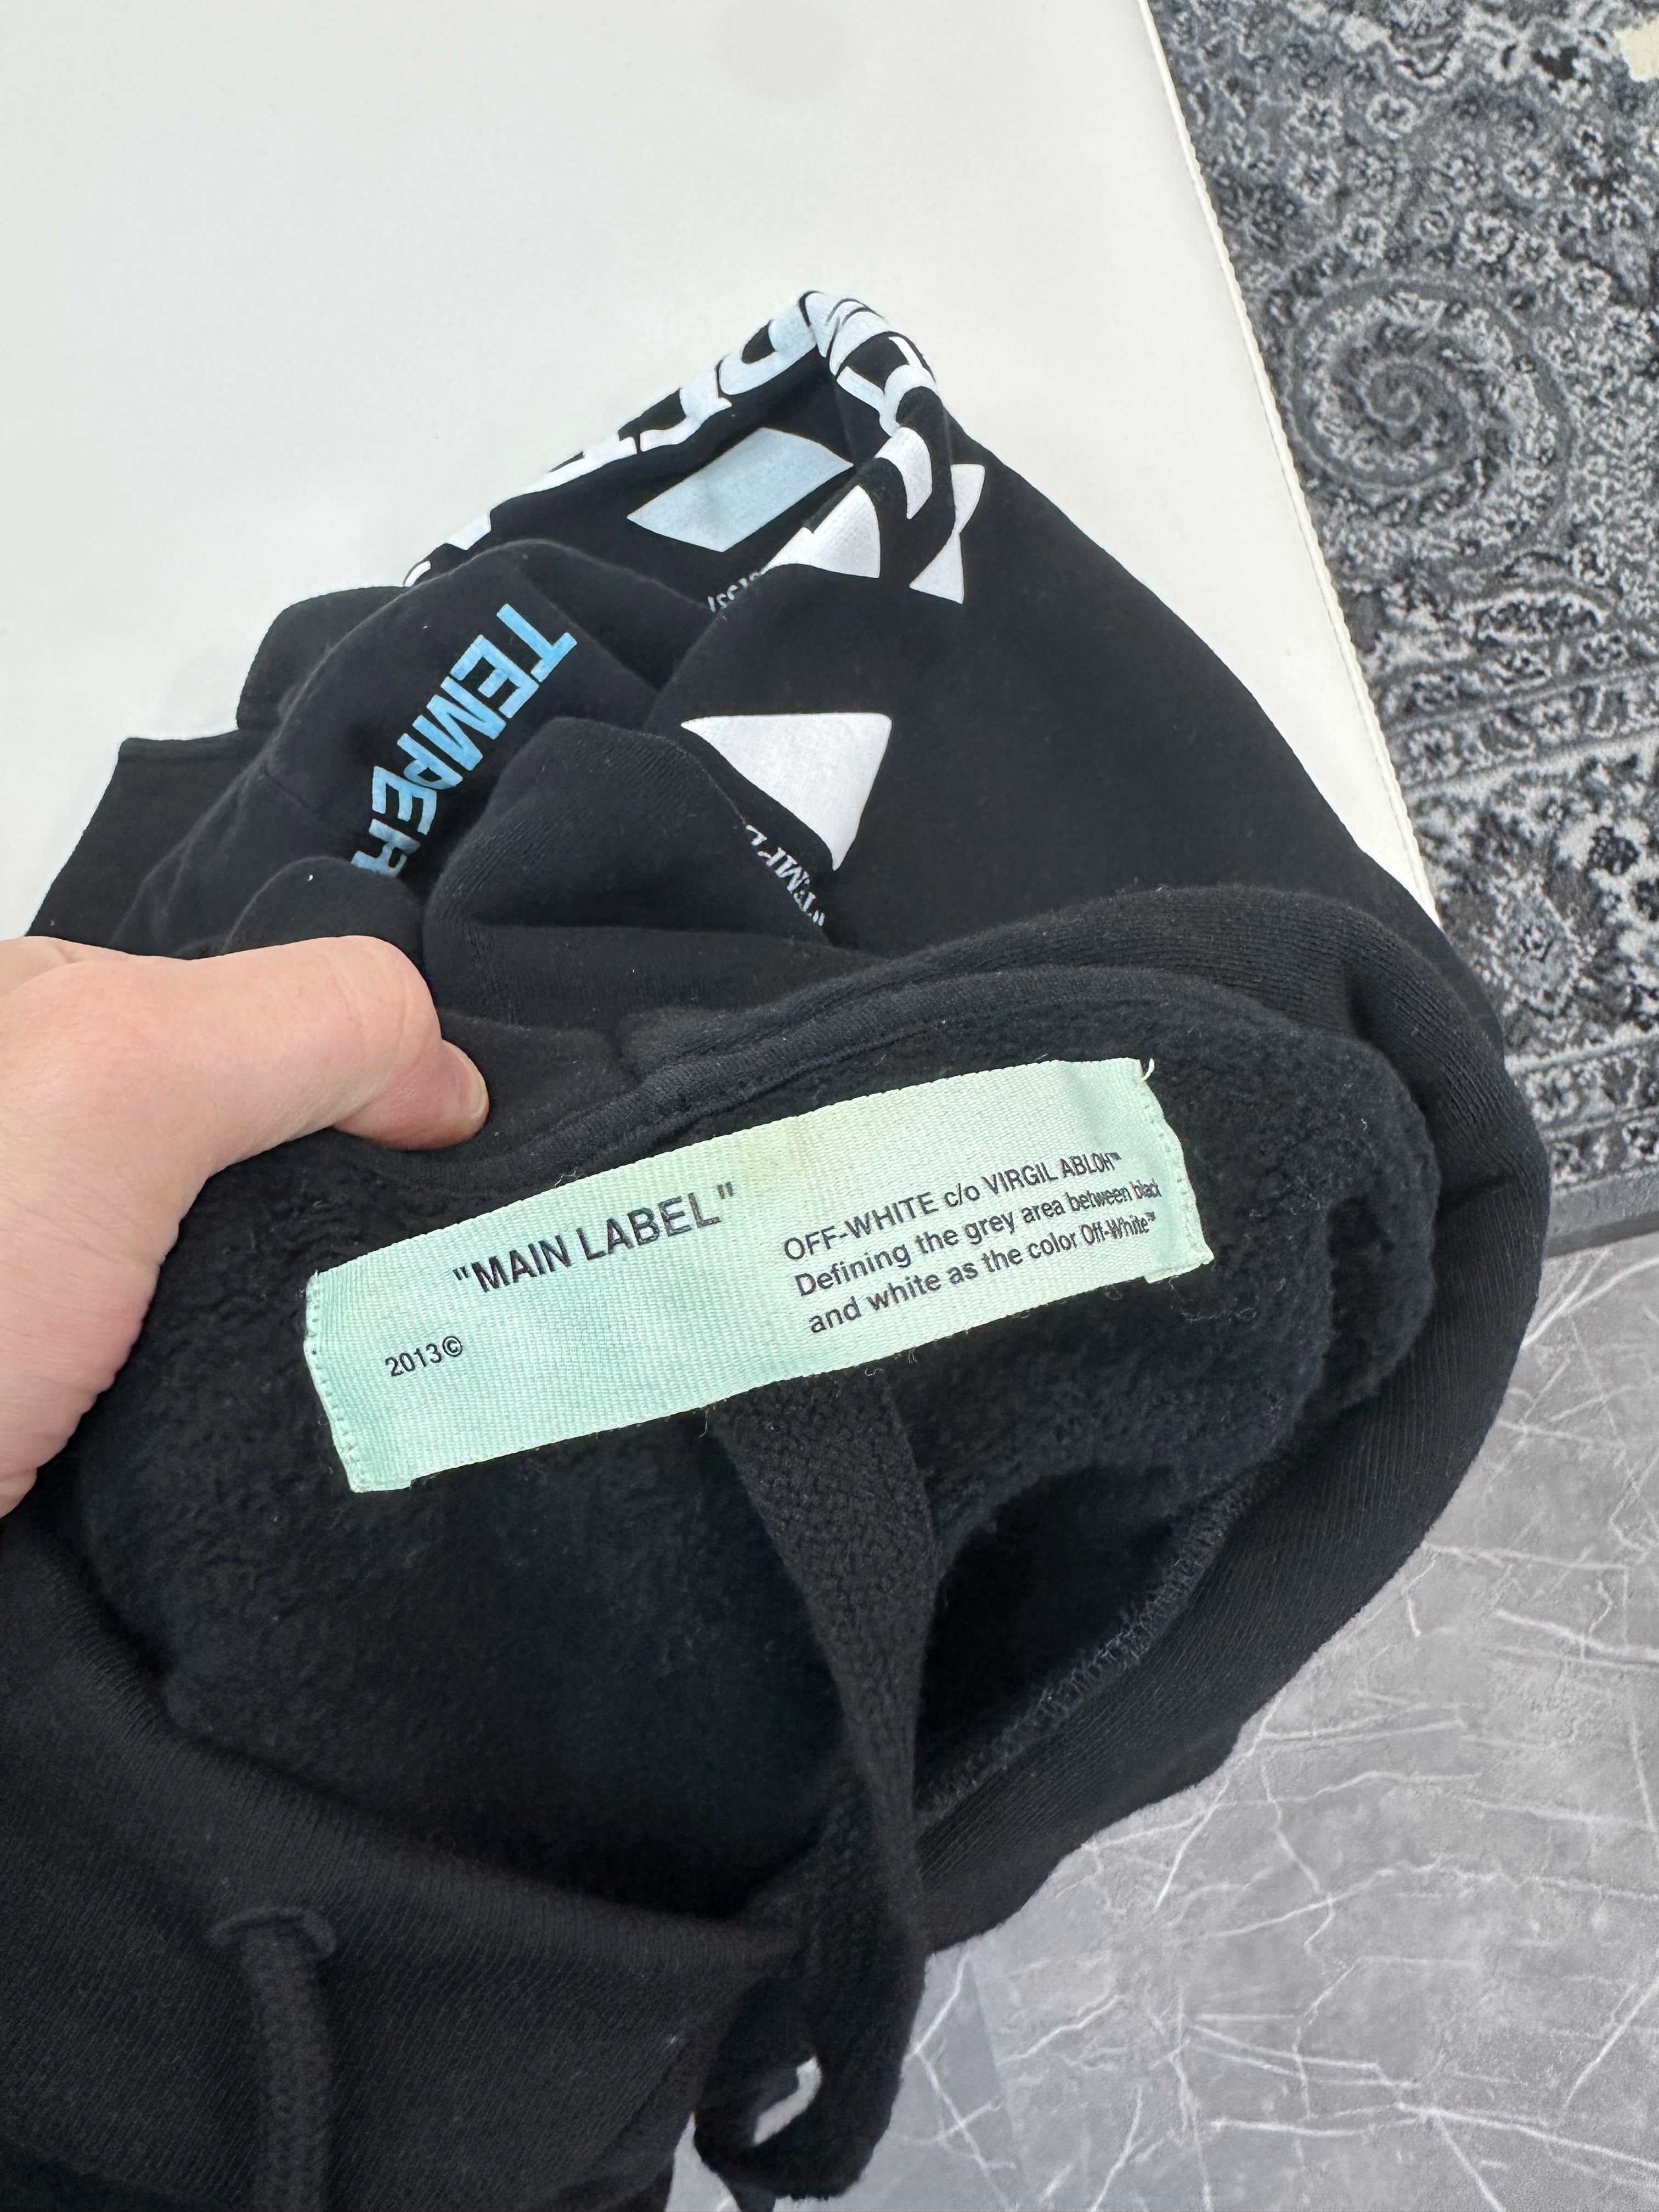 "MAIN LABEL"
2013©
OFF-WHITE c/o VIRGIL ABLOH™
Defining the grey area between black
and white as the color Off-White™